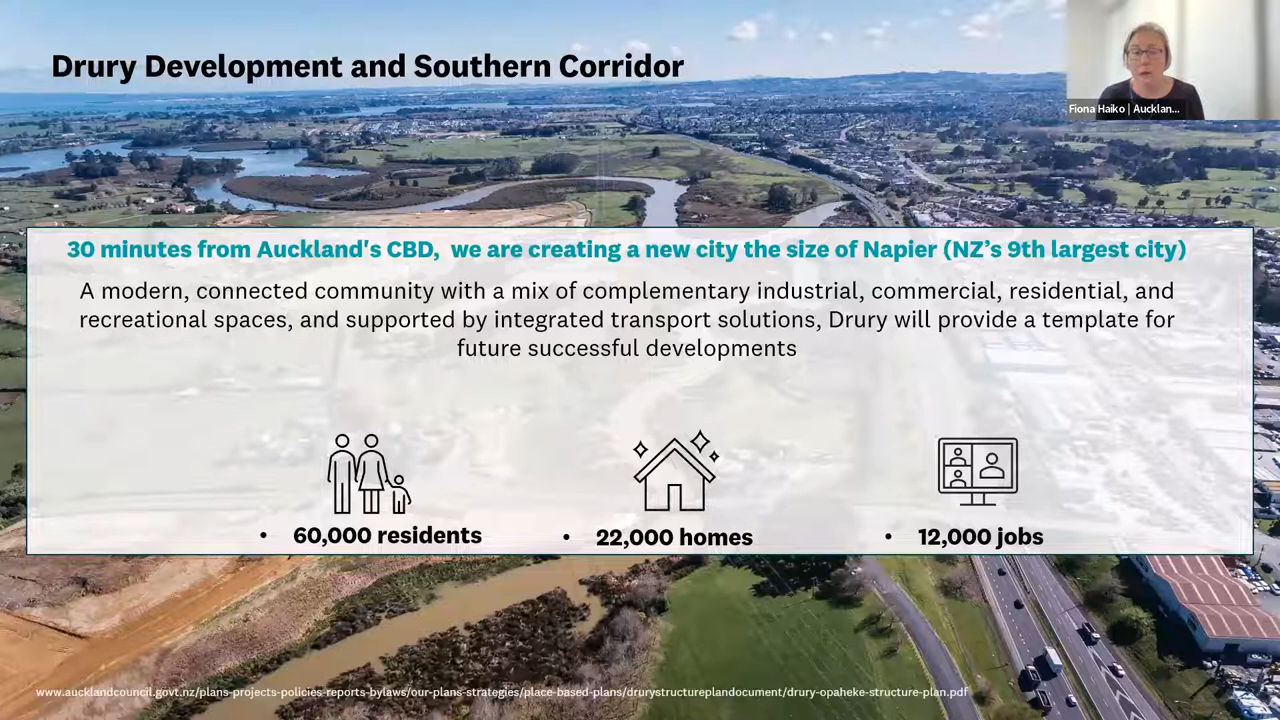 Drury Development and Southern Corridor
Fiona Haiko | Aucklan...
30 minutes from Auckland's CBD, we are creating a new city the size of Napier (NZ’s 9th largest city)
A modern, connected community with a mix of complementary industrial, commercial, residential, and
recreational spaces, and supported by integrated transport solutions, Drury will provide a template for
future successful developments
• 60,000 residents
• 22,000 homes
• 12,000 jobs
www.aucklandcouncil.govt.nz/plans-projects-policies-reports-bylaws/our-plans-strategies/place-based-plans/drurystructureplandocument/drury-opaheke-structure-plan.pdf